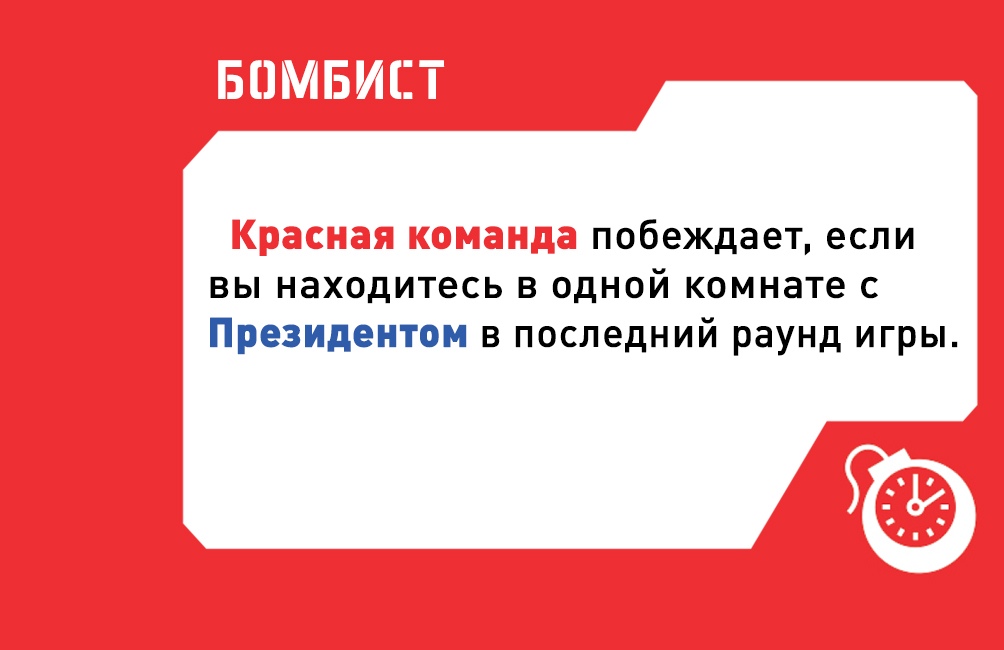 БОМБИСТ
Красная команда побеждает, если
вы находитесь в одной комнате с
Президентом в последний раунд игры.